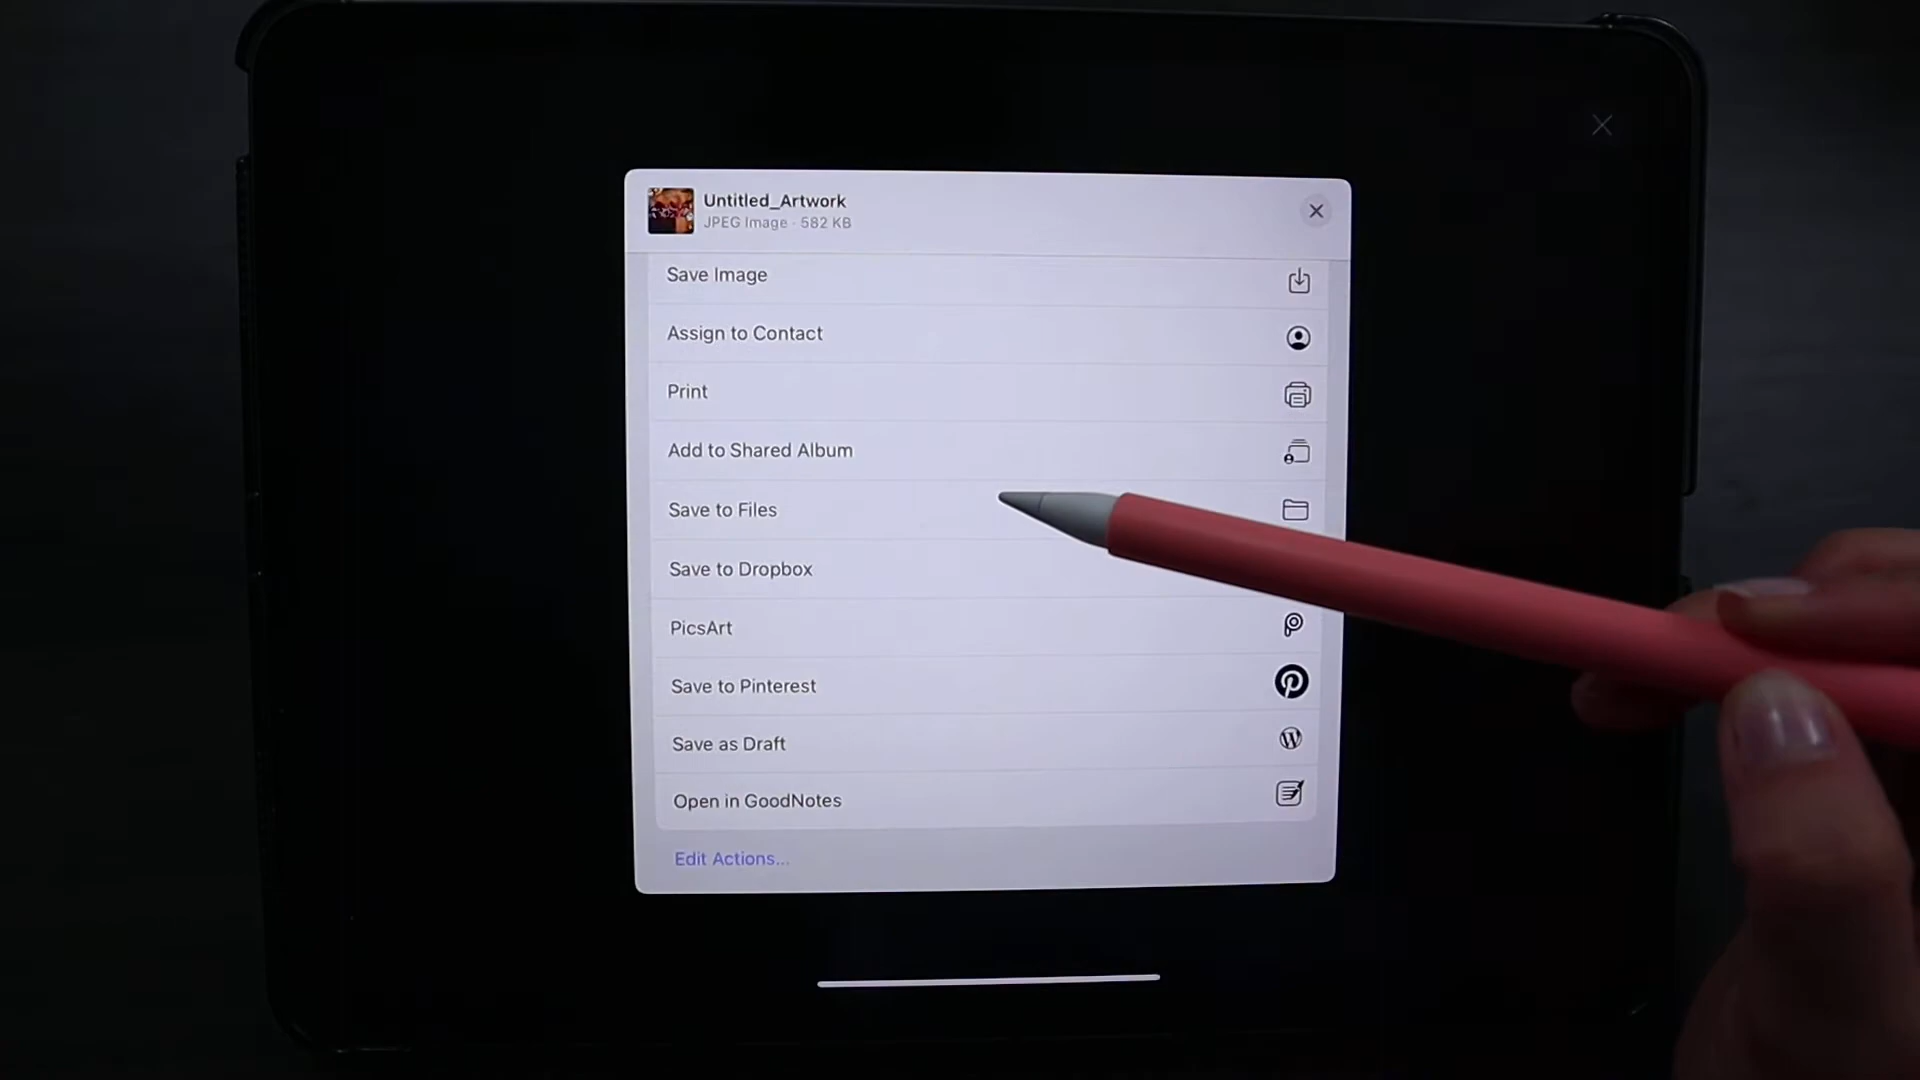 Untitled_Artwork
JPEG Image · 582 KB
Save Image
Assign to Contact
Print
Add to Shared Album
Save to Files
Save to Dropbox
PicsArt
Save to Pinterest
Save as Draft
Open in GoodNotes
Edit Actions...